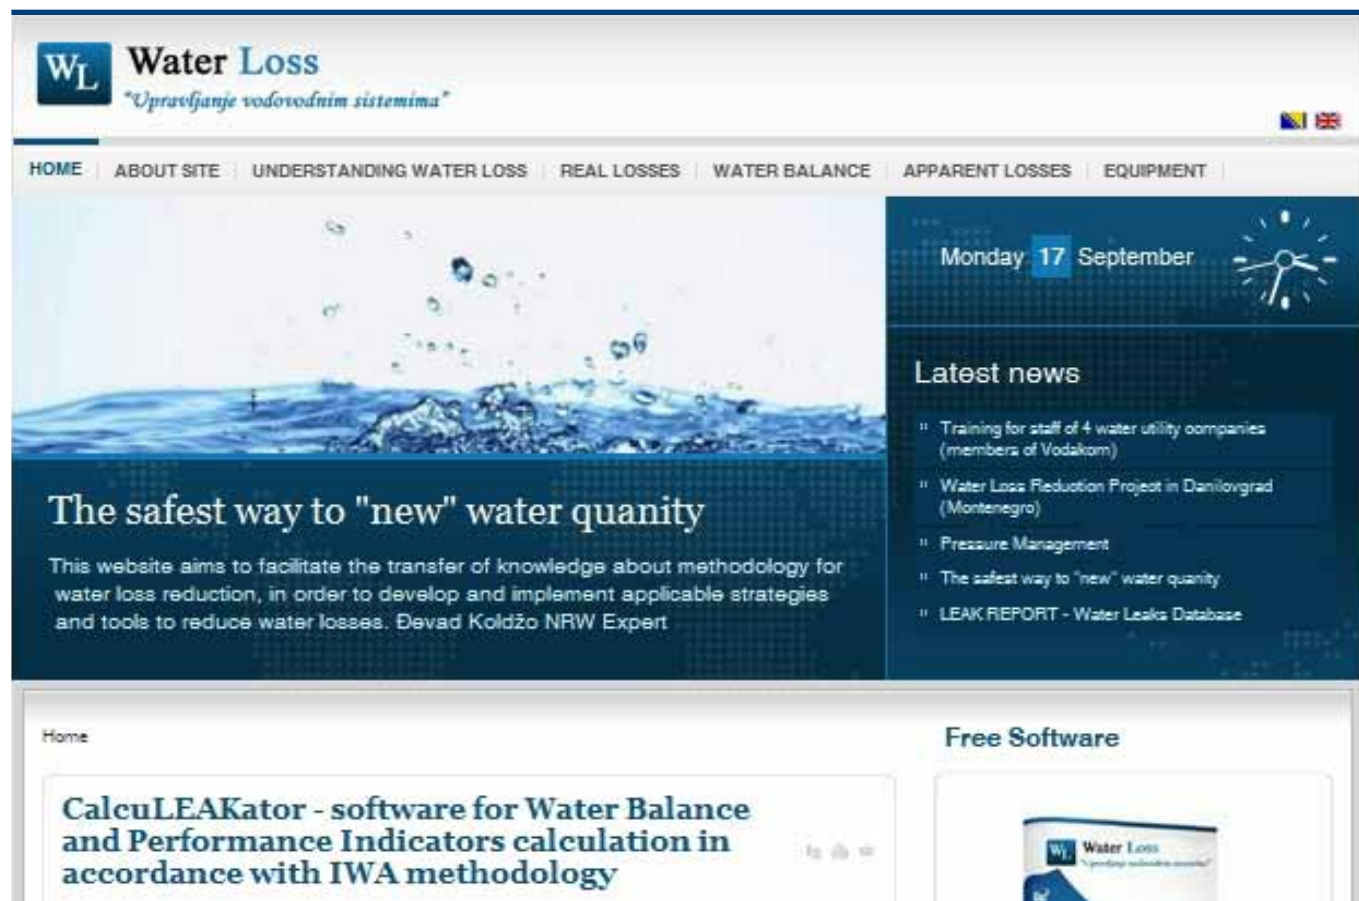 WL
Water Loss
"Upravljanje vodovodnim sistemima"
HOME
ABOUT SITE
UNDERSTANDING WATER LOSS
REAL LOSSES
WATER BALANCE
APPARENT LOSSES
EQUIPMENT
Monday 17 September
The safest way to "new" water quanity
This website aims to facilitate the transfer of knowledge about methodology for
water loss reduction, in order to develop and implement applicable strategies
and tools to reduce water losses. Đevad Koldžo NRW Expert
Latest news
Training for staff of 4 water utility companies
(members of Vodakom)
Water Loss Reduction Project in Danilovgrad
(Montenegro)
Pressure Management
The safest way to "new" water quanity
LEAK REPORT - Water Leaks Database
Home
CalcuLEAKator - software for Water Balance
and Performance Indicators calculation in
accordance with IWA methodology
Free Software
WL Water Loss
"Upravljanje vodovodnim sistemima"